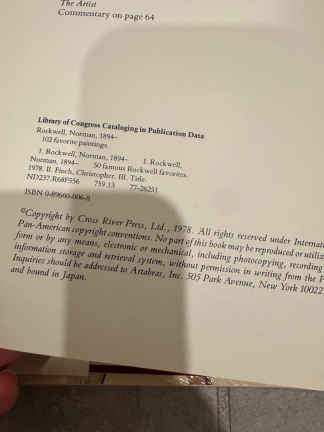 The Artist
Commentary on page 64
Library of Congress Cataloging in Publication Data
Rockwell, Norman, 1894–
102 favorite paintings.
1. Rockwell, Norman, 1894– I. Rockwell,
Norman, 1894– 50 famous Rockwell favorites.
1978. II. Finch, Christopher. III. Title.
ND237.R68F556 759.13 77-26251
ISBN 0-89660-006-8
©Copyright by Cross River Press, Ltd., 1978. All rights reserved under Internati
Pan-American copyright conventions. No part of this book may be reproduced or utiliz
form or by any means, electronic or mechanical, including photocopying, recording
information storage and retrieval system, without permission in writing from the P
Inquiries should be addressed to Artabras, Inc. 505 Park Avenue, New York 10022
and bound in Japan.